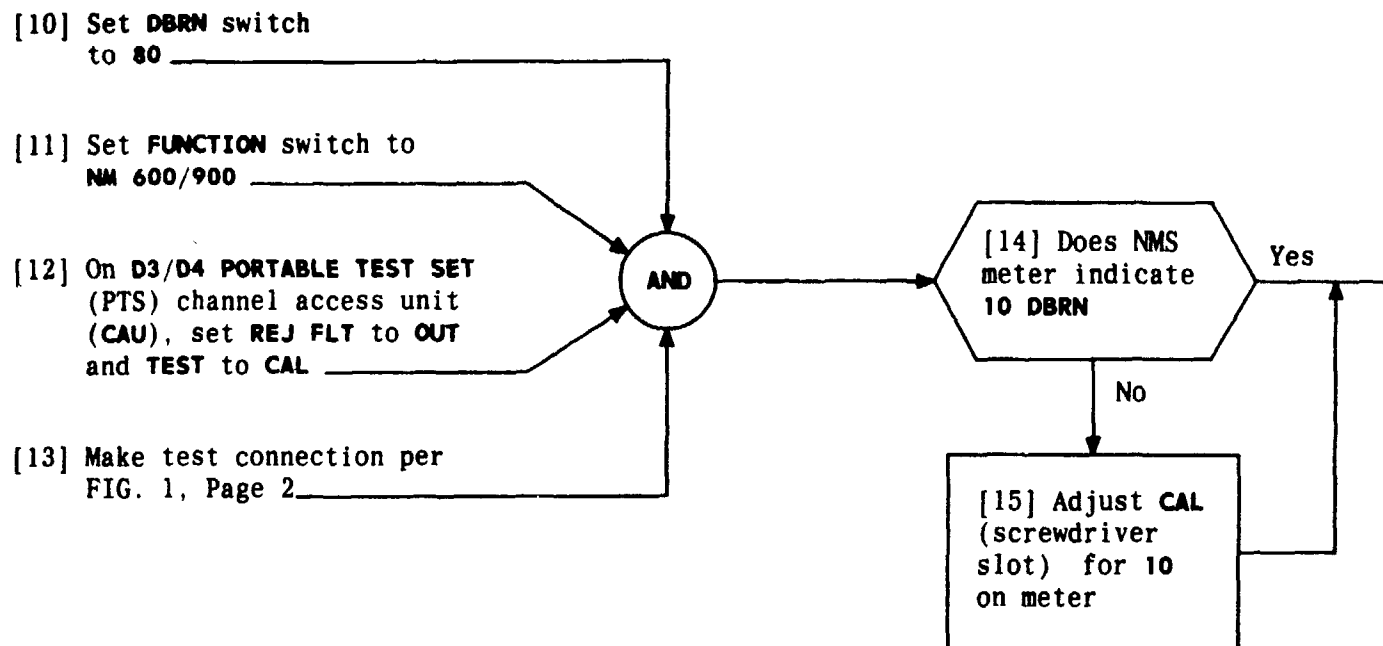 [10] Set DBRN switch
to 80
[11] Set FUNCTION switch to
NM 600/900
[12] On D3/D4 PORTABLE TEST SET
(PTS) channel access unit
(CAU), set REJ FLT to OUT
and TEST to CAL
[13] Make test connection per
FIG. 1, Page 2
AND
[14] Does NMS
meter indicate
10 DBRN
Yes
No
[15] Adjust CAL
(screwdriver
slot) for 10
on meter